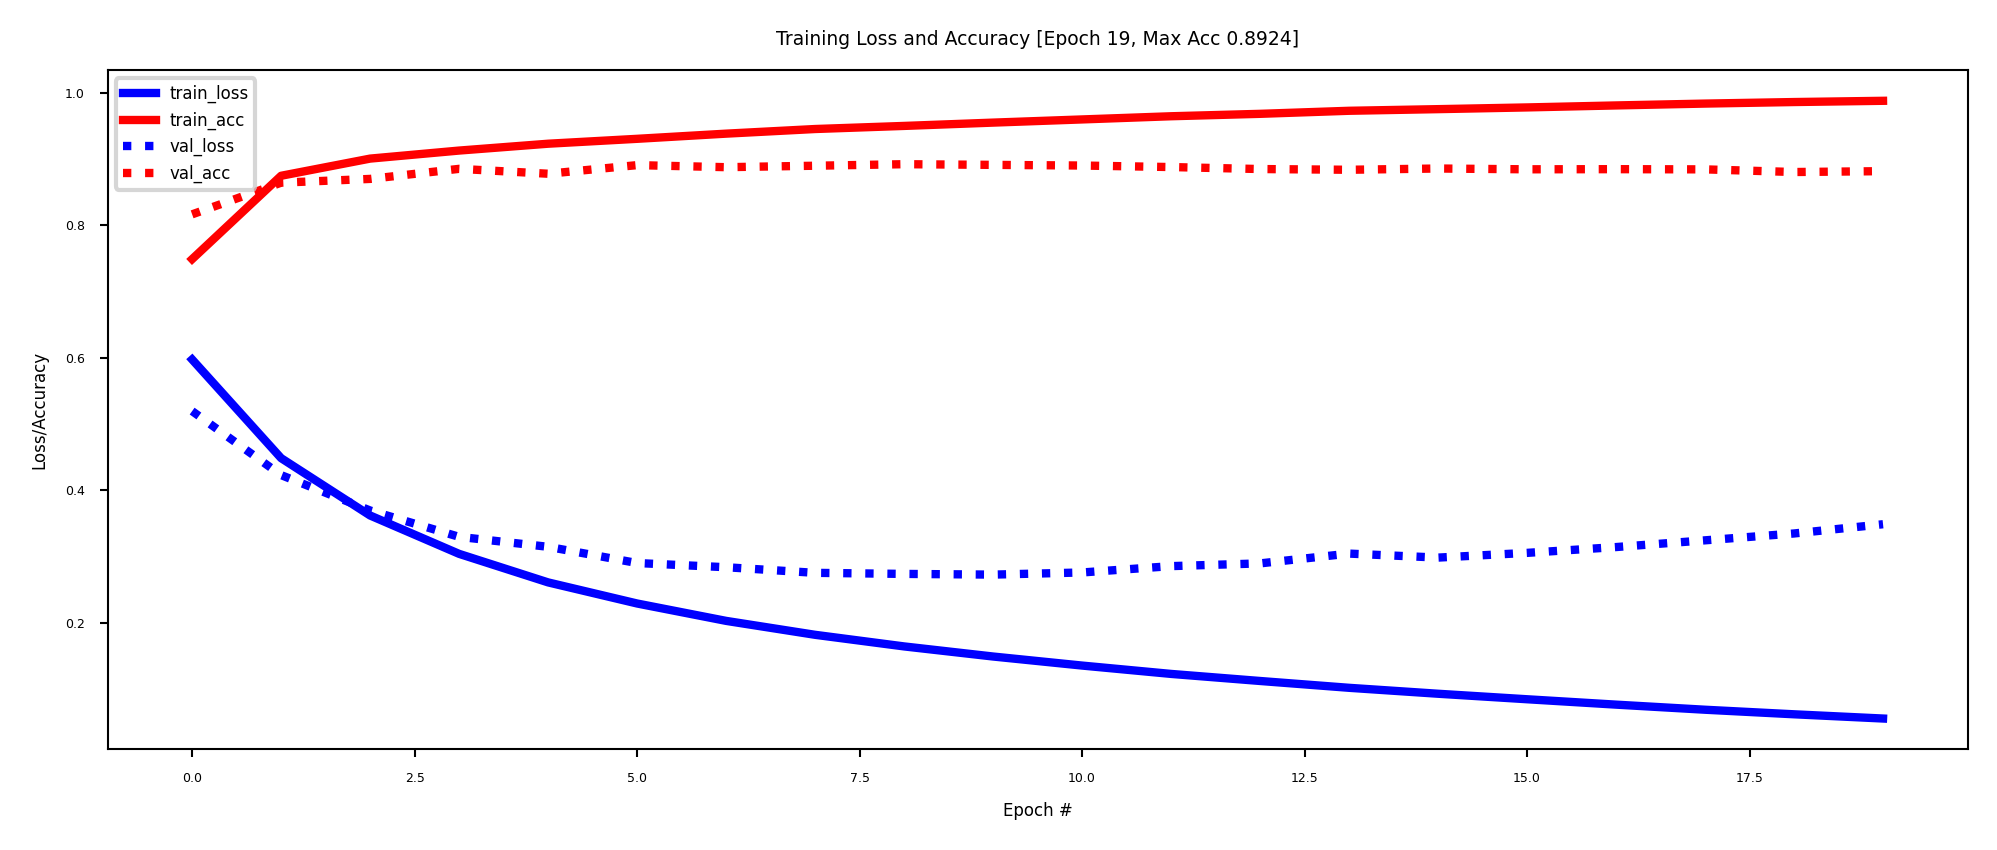 Training Loss and Accuracy [Epoch 19, Max Acc 0.8924]
train_loss
train_acc
val_loss
val_acc
1.0
0.8
0.6
0.4
0.2
Loss/Accuracy
0.0 2.5 5.0 7.5 10.0 12.5 15.0 17.5
Epoch #